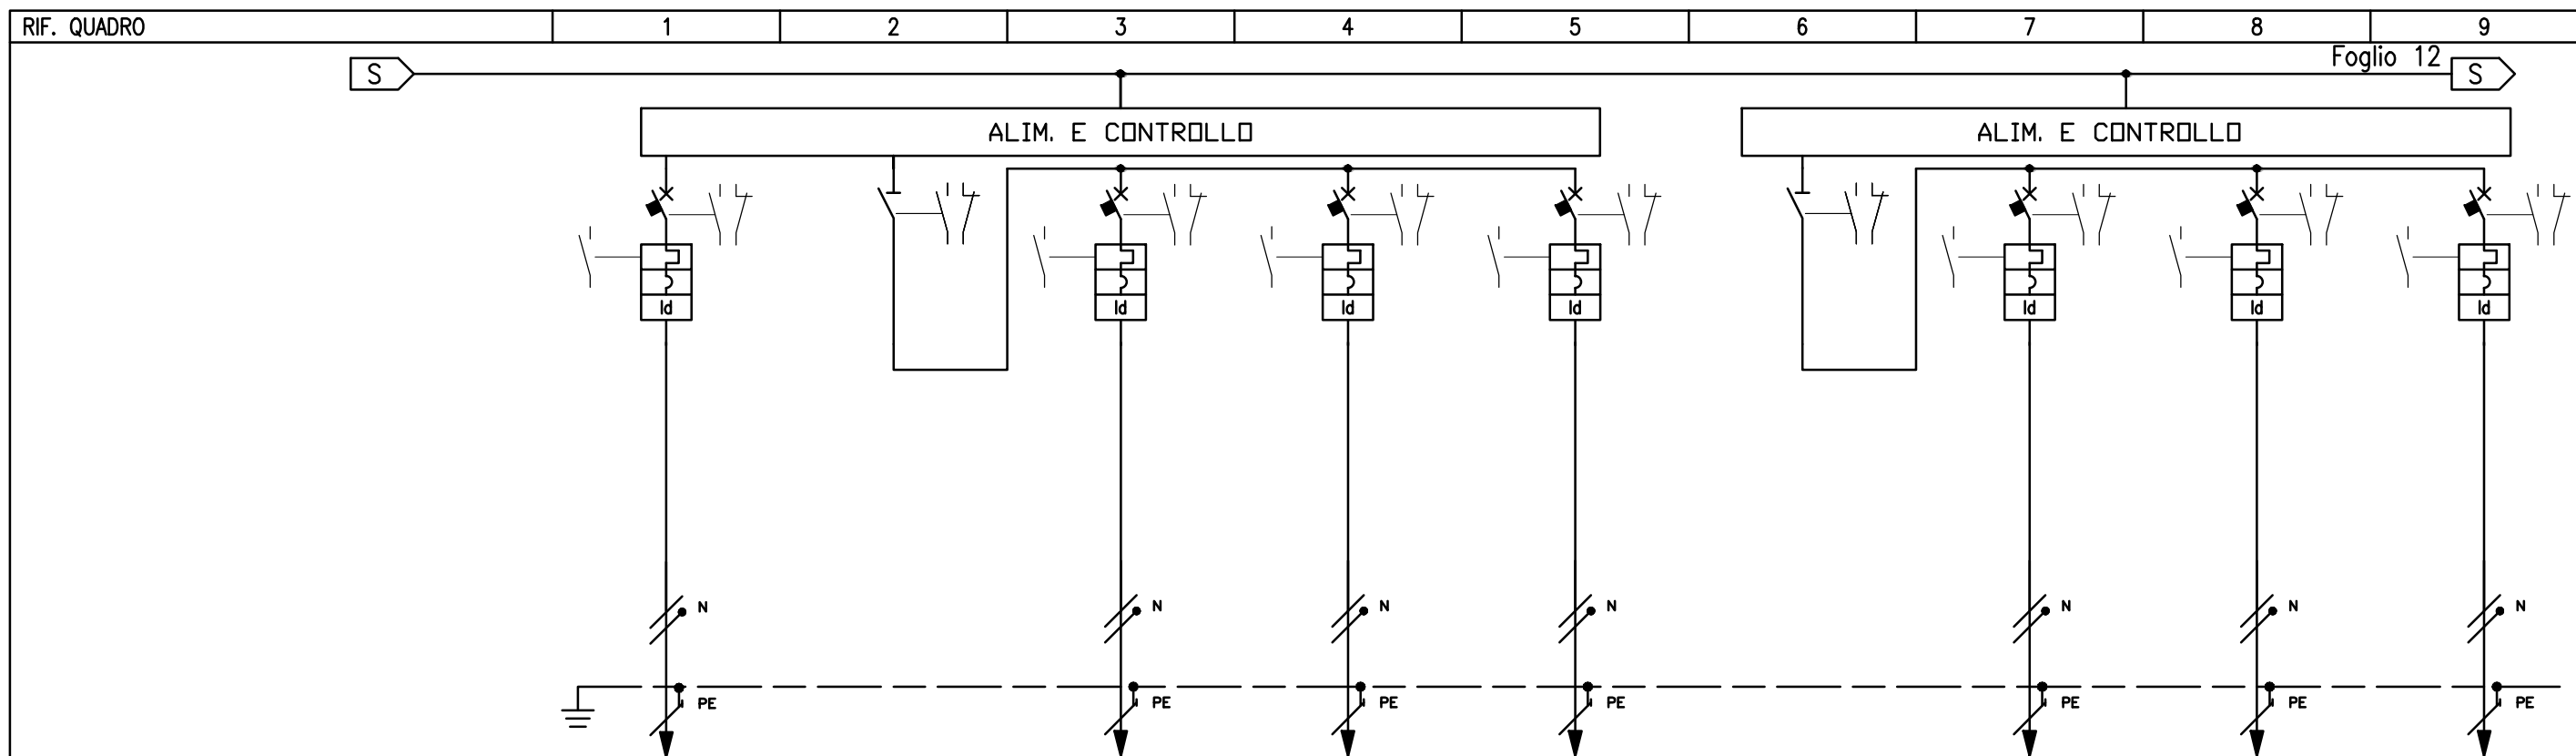 RIF. QUADRO 1 2 3 4 5 6 7 8 9
Foglio 12
S S
ALIM. E CONTROLLO ALIM. E CONTROLLO
Id Id Id Id Id Id Id
N N N N N N N
PE PE PE PE PE PE PE